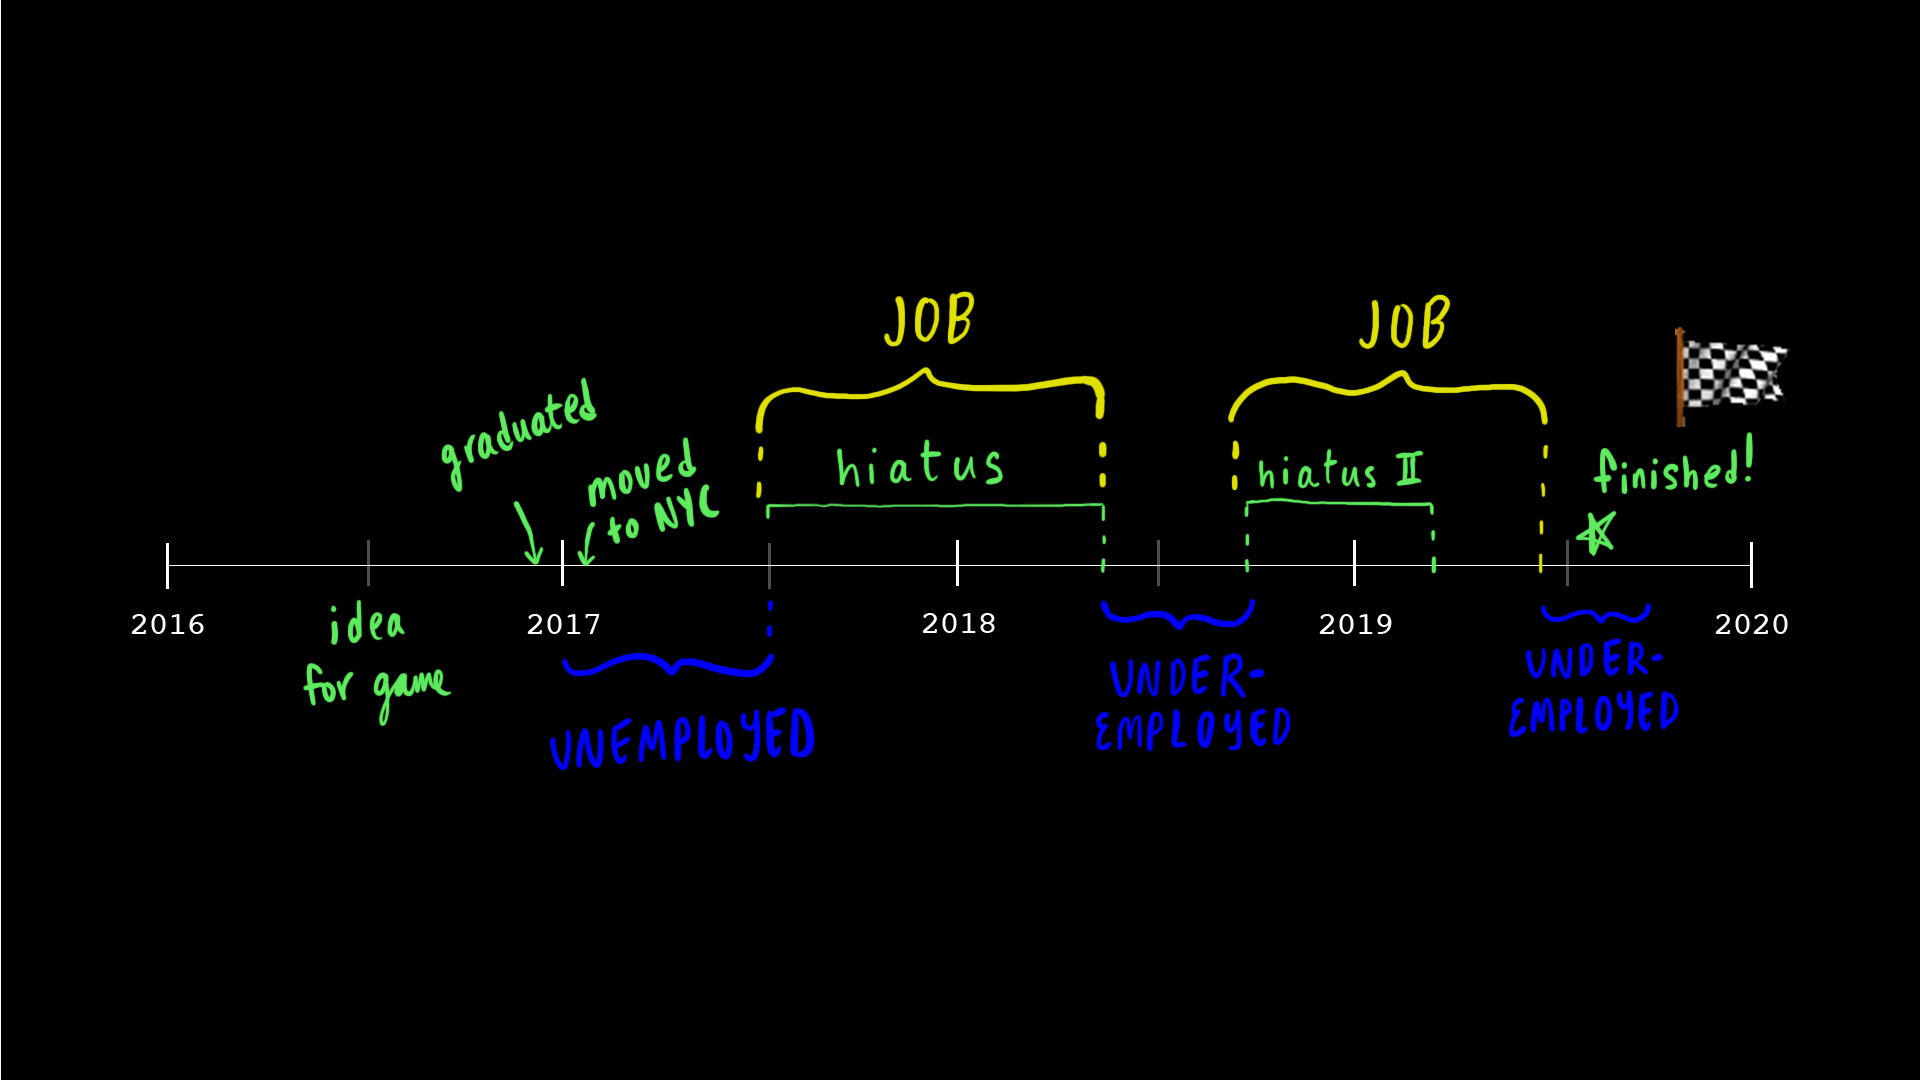 JOB
JOB
graduated
moved
to NYC
hiatus
hiatus II
finished!
2016
2017
2018
2019
2020
idea
for game
UNEMPLOYED
UNDER-
EMPLOYED
UNDER-
EMPLOYED